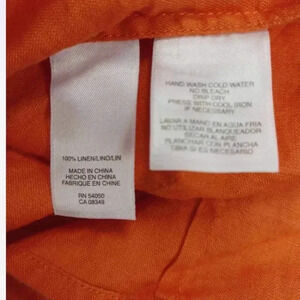 100% LINEN/LINO/LIN
MADE IN CHINA
HECHO EN CHINA
FABRIQUE EN CHINE
RN 54050
CA 08349
HAND WASH COLD WATER
NO BLEACH
DRIP DRY
PRESS WITH COOL IRON
IF NECESSARY
LAVAR A MANO EN AGUA FRIA
NO UTILIZAR BLANQUEADOR
SECAR AL AIRE
PLANCHAR CON PLANCHA
TIBIA SI ES NECESARIO